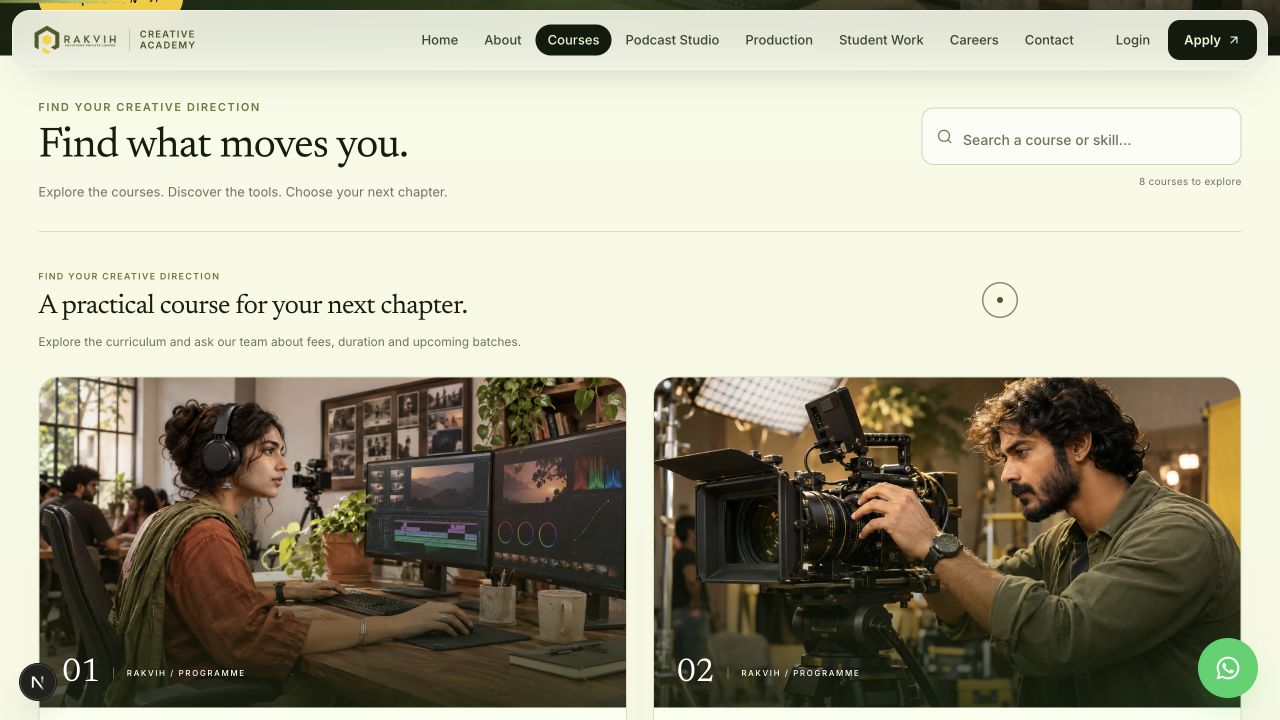 RAKVIH
CREATIVE
ACADEMY
Home
About
Courses
Podcast Studio
Production
Student Work
Careers
Contact
Login
Apply
FIND YOUR CREATIVE DIRECTION
Find what moves you.
Explore the courses. Discover the tools. Choose your next chapter.
Search a course or skill...
8 courses to explore
FIND YOUR CREATIVE DIRECTION
A practical course for your next chapter.
Explore the curriculum and ask our team about fees, duration and upcoming batches.
01
RAKVIH / PROGRAMME
02
RAKVIH / PROGRAMME
N